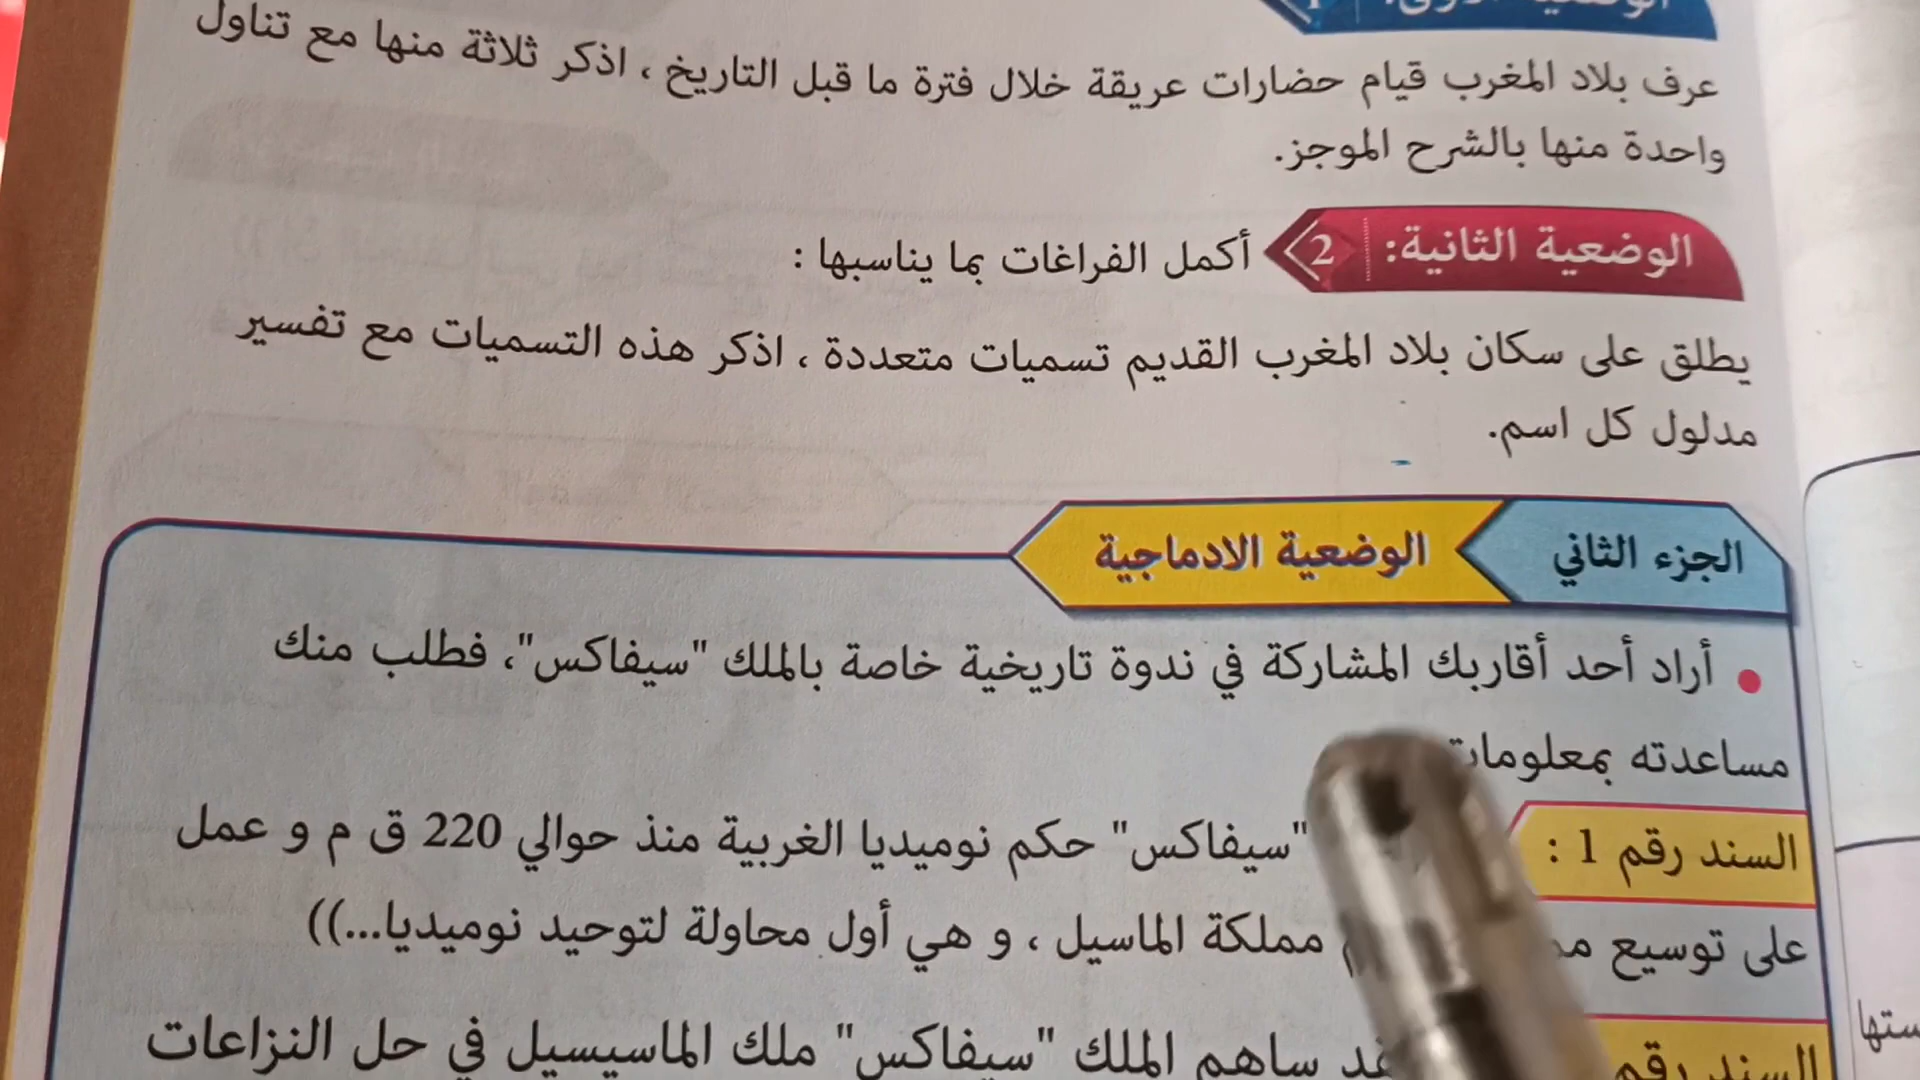 عرف بلاد المغرب قيام حضارات عريقة خلال فترة ما قبل التاريخ ، اذكر ثلاثة منها مع تناول
واحدة منها بالشرح الموجز.
الوضعية الثانية: 2 أكمل الفراغات بما يناسبها :
يطلق على سكان بلاد المغرب القديم تسميات متعددة ، اذكر هذه التسميات مع تفسير
مدلول كل اسم.
الجزء الثاني الوضعية الادماجية
• أراد أحد أقاربك المشاركة في ندوة تاريخية خاصة بالملك "سيفاكس"، فطلب منك
مساعدته
السند رقم 1 : "سيفاكس" حكم نوميديا الغربية منذ حوالي 220 ق م و عمل
على توسيع مملكة الماسيل ، و هي أول محاولة لتوحيد نوميديا...))
السند رقم ساهم الملك "سيفاكس" ملك الماسيسيل في حل النزاعات